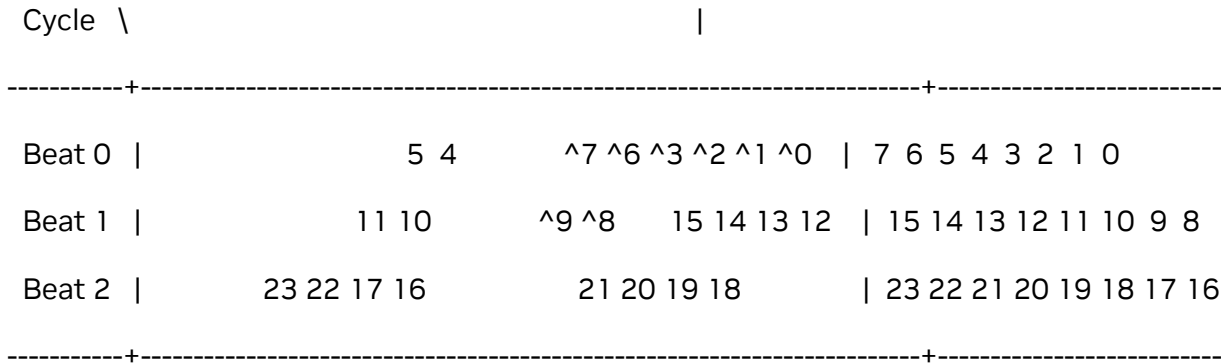 Cycle \ |
-----------+--------------------------------------------------------------------------+---------------------------
Beat 0 | 5 4 ^7 ^6 ^3 ^2 ^1 ^0 | 7 6 5 4 3 2 1 0
Beat 1 | 11 10 ^9 ^8 15 14 13 12 | 15 14 13 12 11 10 9 8
Beat 2 | 23 22 17 16 21 20 19 18 | 23 22 21 20 19 18 17 16
-----------+--------------------------------------------------------------------------+---------------------------